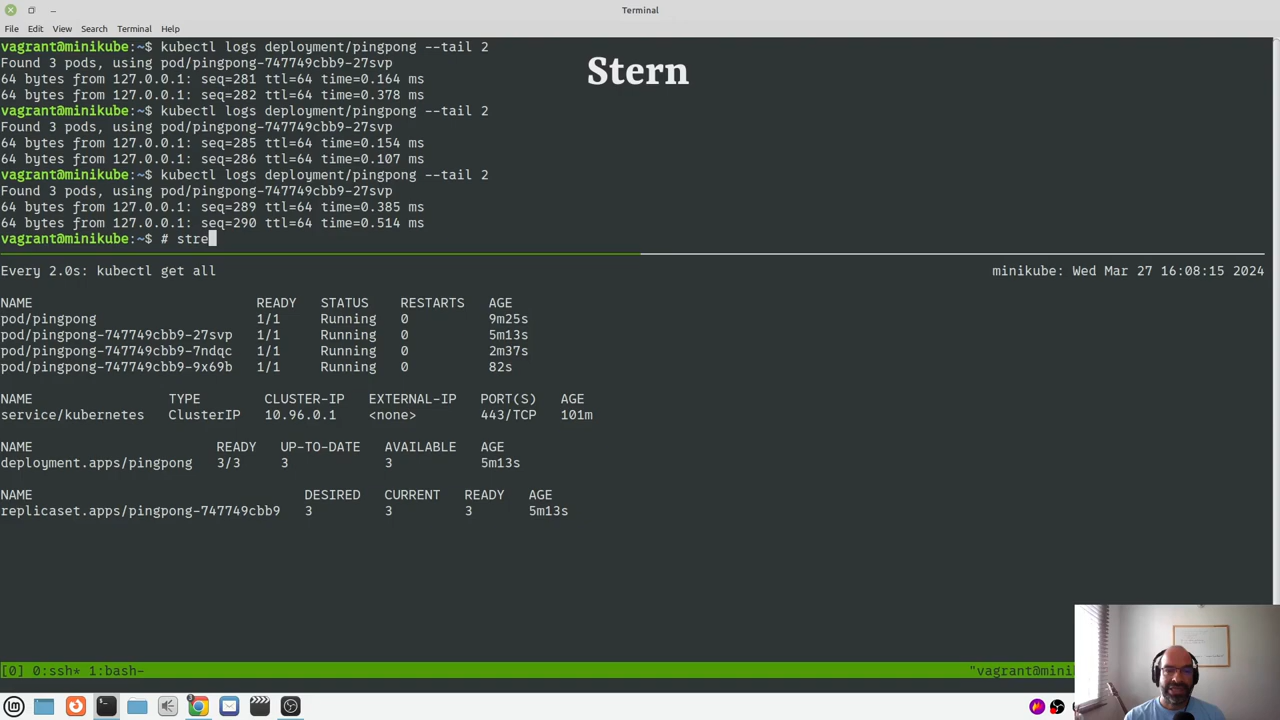 Terminal
File Edit View Search Terminal Help
vagrant@minikube:~$ kubectl logs deployment/pingpong --tail 2
Found 3 pods, using pod/pingpong-747749cbb9-27svp
64 bytes from 127.0.0.1: seq=281 ttl=64 time=0.164 ms
64 bytes from 127.0.0.1: seq=282 ttl=64 time=0.378 ms
vagrant@minikube:~$ kubectl logs deployment/pingpong --tail 2
Found 3 pods, using pod/pingpong-747749cbb9-27svp
64 bytes from 127.0.0.1: seq=285 ttl=64 time=0.154 ms
64 bytes from 127.0.0.1: seq=286 ttl=64 time=0.107 ms
vagrant@minikube:~$ kubectl logs deployment/pingpong --tail 2
Found 3 pods, using pod/pingpong-747749cbb9-27svp
64 bytes from 127.0.0.1: seq=289 ttl=64 time=0.385 ms
64 bytes from 127.0.0.1: seq=290 ttl=64 time=0.514 ms
vagrant@minikube:~$ # stre
Stern
Every 2.0s: kubectl get all minikube: Wed Mar 27 16:08:15 2024
NAME READY STATUS RESTARTS AGE
pod/pingpong 1/1 Running 0 9m25s
pod/pingpong-747749cbb9-27svp 1/1 Running 0 5m13s
pod/pingpong-747749cbb9-7ndqc 1/1 Running 0 2m37s
pod/pingpong-747749cbb9-9x69b 1/1 Running 0 82s
NAME TYPE CLUSTER-IP EXTERNAL-IP PORT(S) AGE
service/kubernetes ClusterIP 10.96.0.1 <none> 443/TCP 101m
NAME READY UP-TO-DATE AVAILABLE AGE
deployment.apps/pingpong 3/3 3 3 5m13s
NAME DESIRED CURRENT READY AGE
replicaset.apps/pingpong-747749cbb9 3 3 3 5m13s
[0] 0:ssh* 1:bash- "vagrant@mini
3